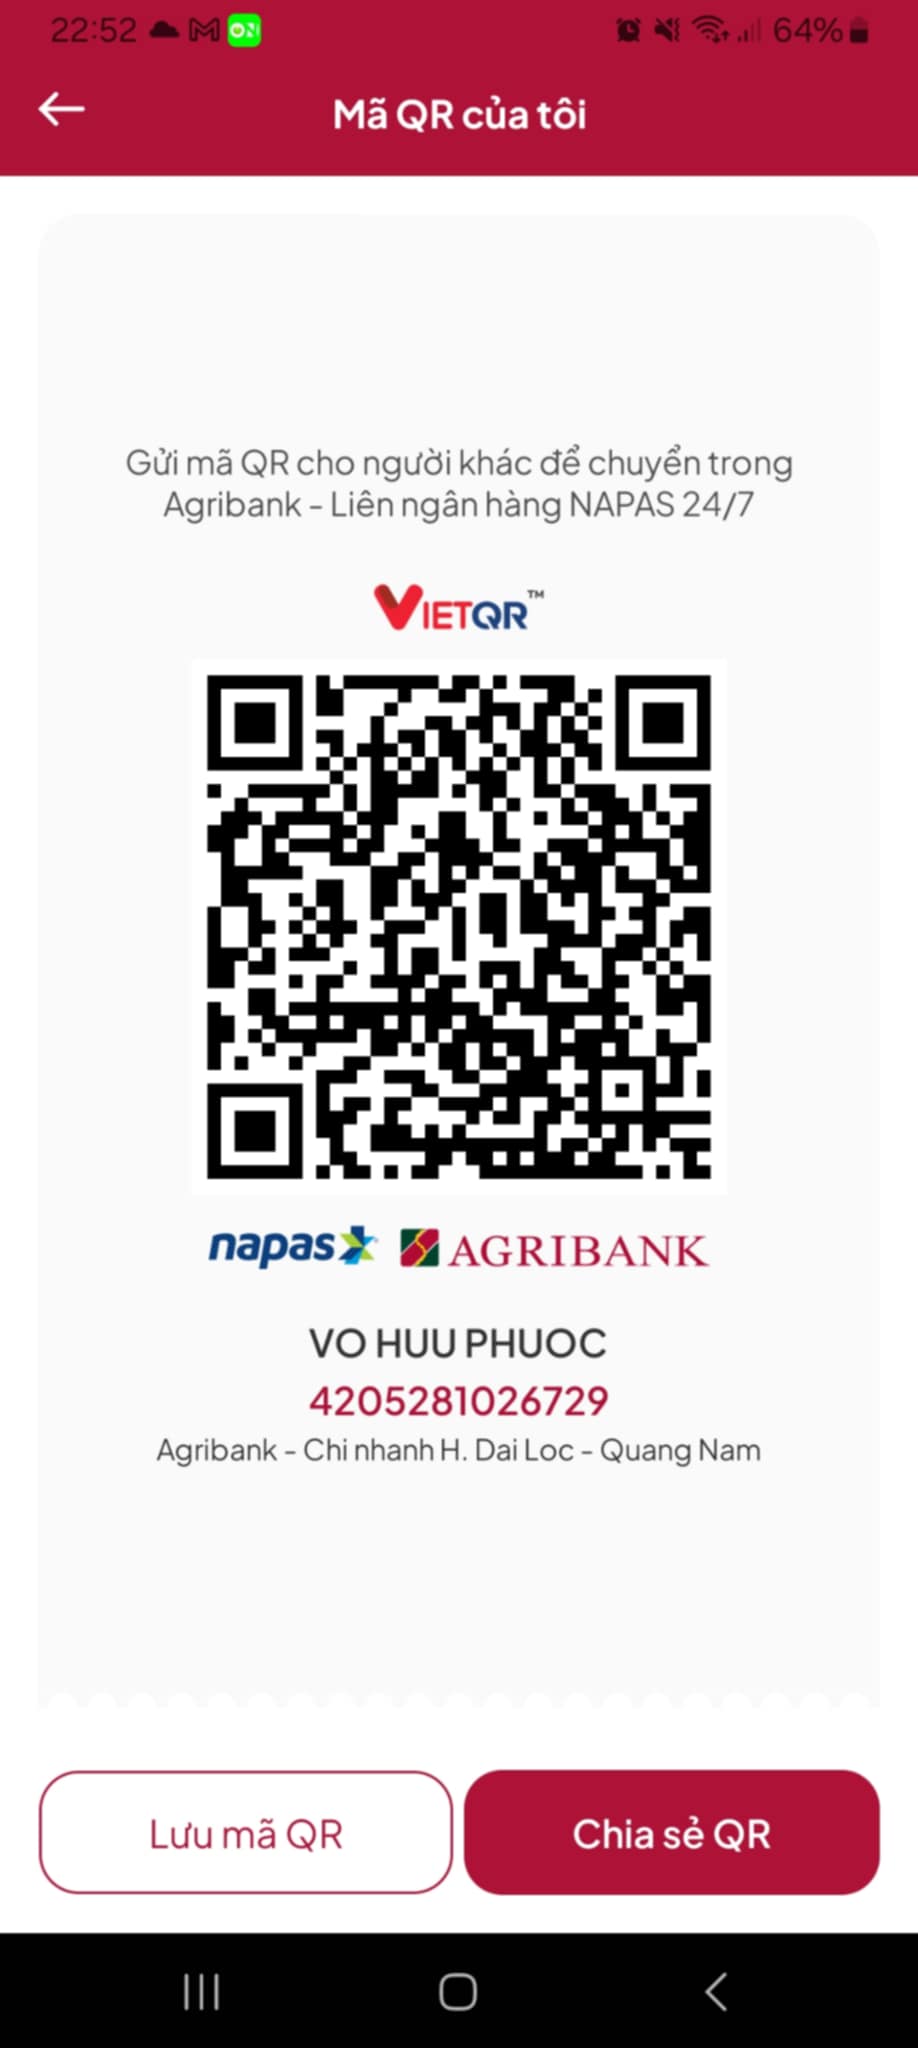 22:52
64%
Mã QR của tôi
Gửi mã QR cho người khác để chuyển trong
Agribank - Liên ngân hàng NAPAS 24/7
VIETQR™
napas AGRIBANK
VO HUU PHUOC
4205281026729
Agribank - Chi nhanh H. Dai Loc - Quang Nam
Lưu mã QR
Chia sẻ QR